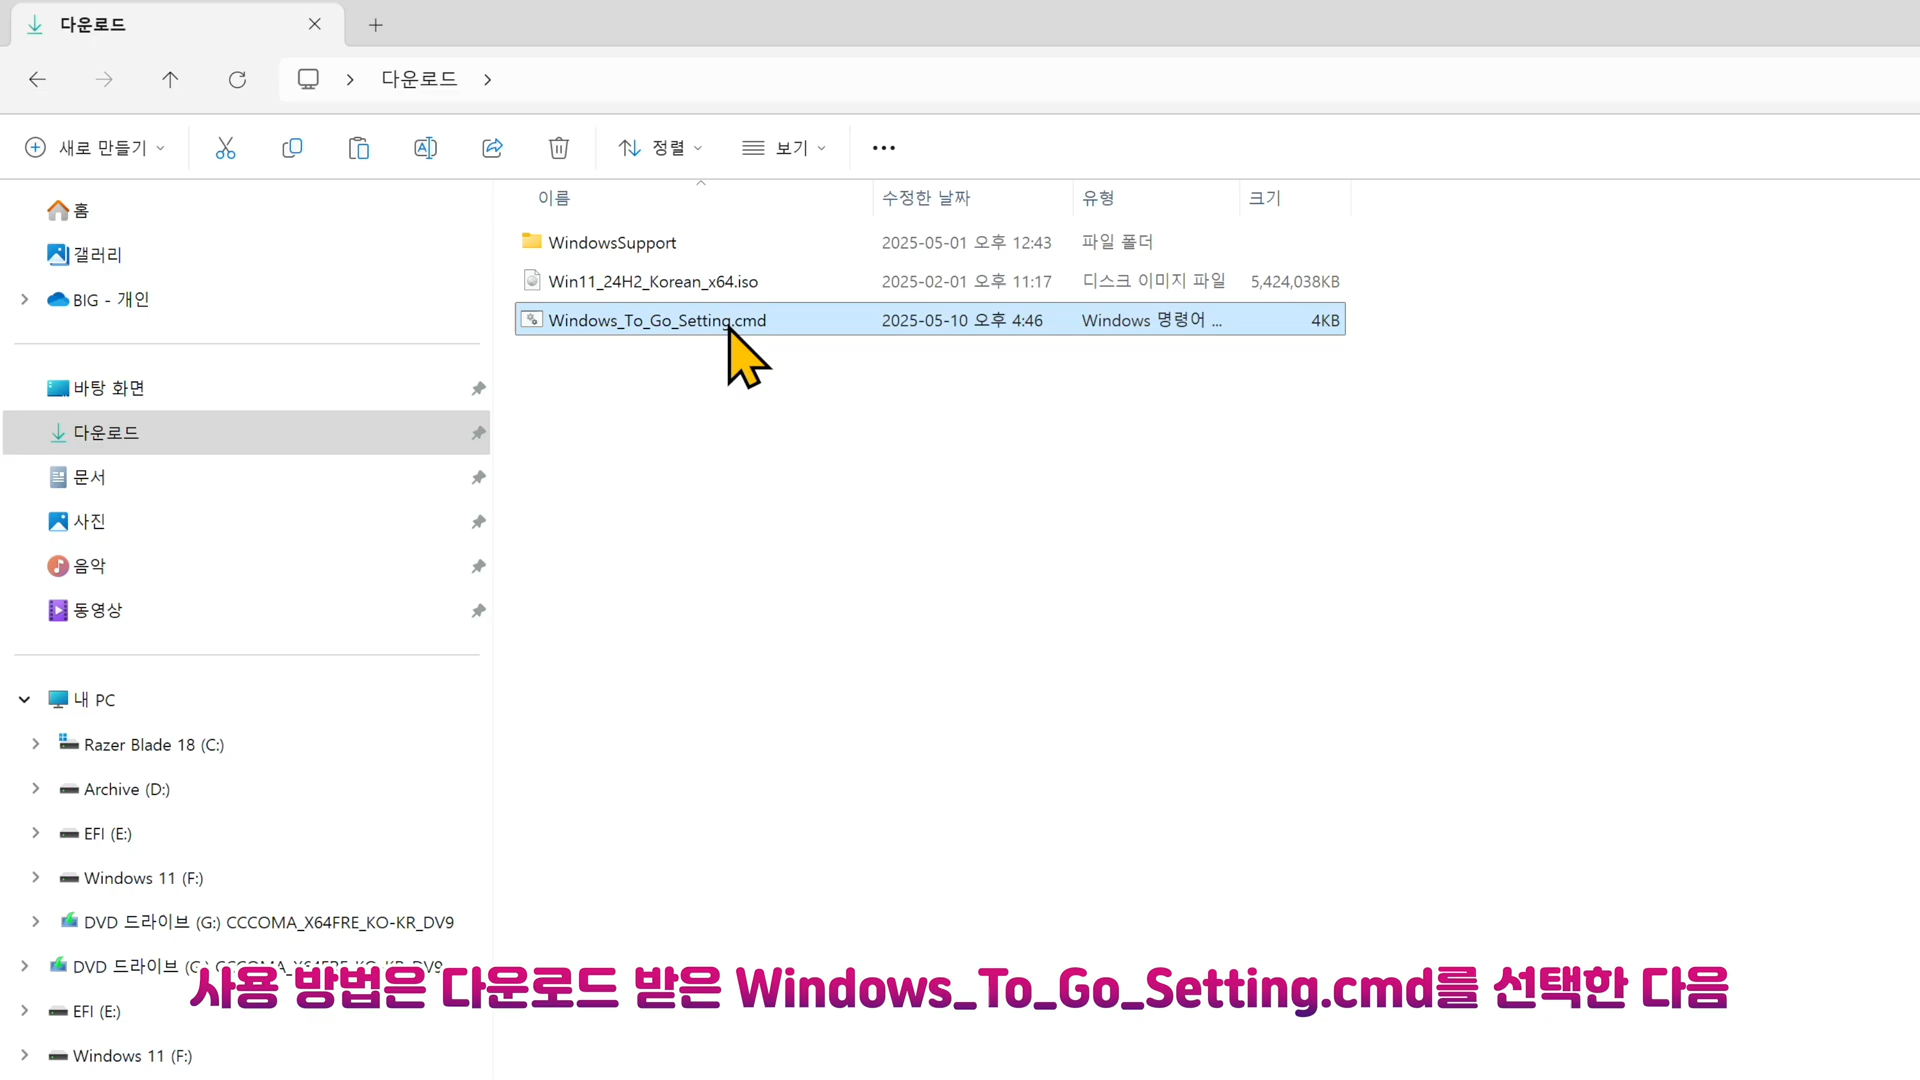 다운로드
다운로드
새로 만들기
정렬
보기
이름 수정한 날짜 유형 크기
WindowsSupport 2025-05-01 오후 12:43 파일 폴더
Win11_24H2_Korean_x64.iso 2025-02-01 오후 11:17 디스크 이미지 파일 5,424,038KB
Windows_To_Go_Setting.cmd 2025-05-10 오후 4:46 Windows 명령어 ... 4KB
홈
갤러리
BIG - 개인
바탕 화면
다운로드
문서
사진
음악
동영상
내 PC
Razer Blade 18 (C:)
Archive (D:)
EFI (E:)
Windows 11 (F:)
DVD 드라이브 (G:) CCCOMA_X64FRE_KO-KR_DV9
DVD 드라이브 (G:) CCCOMA_X64FRE_KO-KR_DV9
사용 방법은 다운로드 받은 Windows_To_Go_Setting.cmd를 선택한 다음
EFI (E:)
Windows 11 (F:)